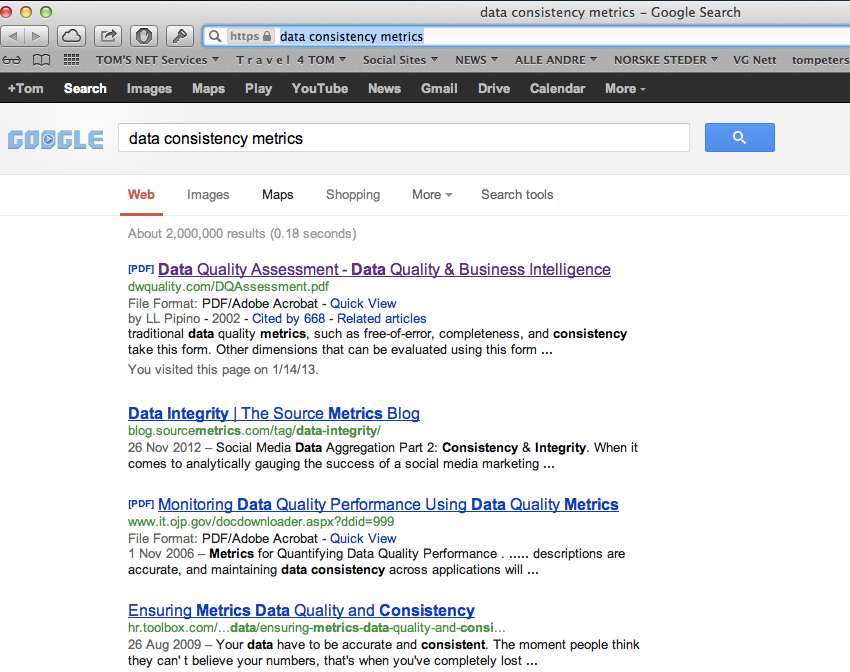 data consistency metrics – Google Search
https data consistency metrics
TOM'S NET Services T r a v e l 4 TOM Social Sites NEWS ALLE ANDRE NORSKE STEDER VG Nett tompeters
+Tom Search Images Maps Play YouTube News Gmail Drive Calendar More
GOOGLE data consistency metrics
Web Images Maps Shopping More Search tools
About 2,000,000 results (0.18 seconds)
[PDF] Data Quality Assessment - Data Quality & Business Intelligence
dwquality.com/DQAssessment.pdf
File Format: PDF/Adobe Acrobat - Quick View
by LL Pipino - 2002 - Cited by 668 - Related articles
traditional data quality metrics, such as free-of-error, completeness, and consistency
take this form. Other dimensions that can be evaluated using this form ...
You visited this page on 1/14/13.
Data Integrity | The Source Metrics Blog
blog.sourcemetrics.com/tag/data-integrity/
26 Nov 2012 – Social Media Data Aggregation Part 2: Consistency & Integrity. When it
comes to analytically gauging the success of a social media marketing ...
[PDF] Monitoring Data Quality Performance Using Data Quality Metrics
www.it.ojp.gov/docdownloader.aspx?ddid=999
File Format: PDF/Adobe Acrobat - Quick View
1 Nov 2006 – Metrics for Quantifying Data Quality Performance . ..... descriptions are
accurate, and maintaining data consistency across applications will ...
Ensuring Metrics Data Quality and Consistency
hr.toolbox.com/...data/ensuring-metrics-data-quality-and-consi...
26 Aug 2009 – Your data have to be accurate and consistent. The moment people think
they can' t believe your numbers, that's when you've completely lost ...